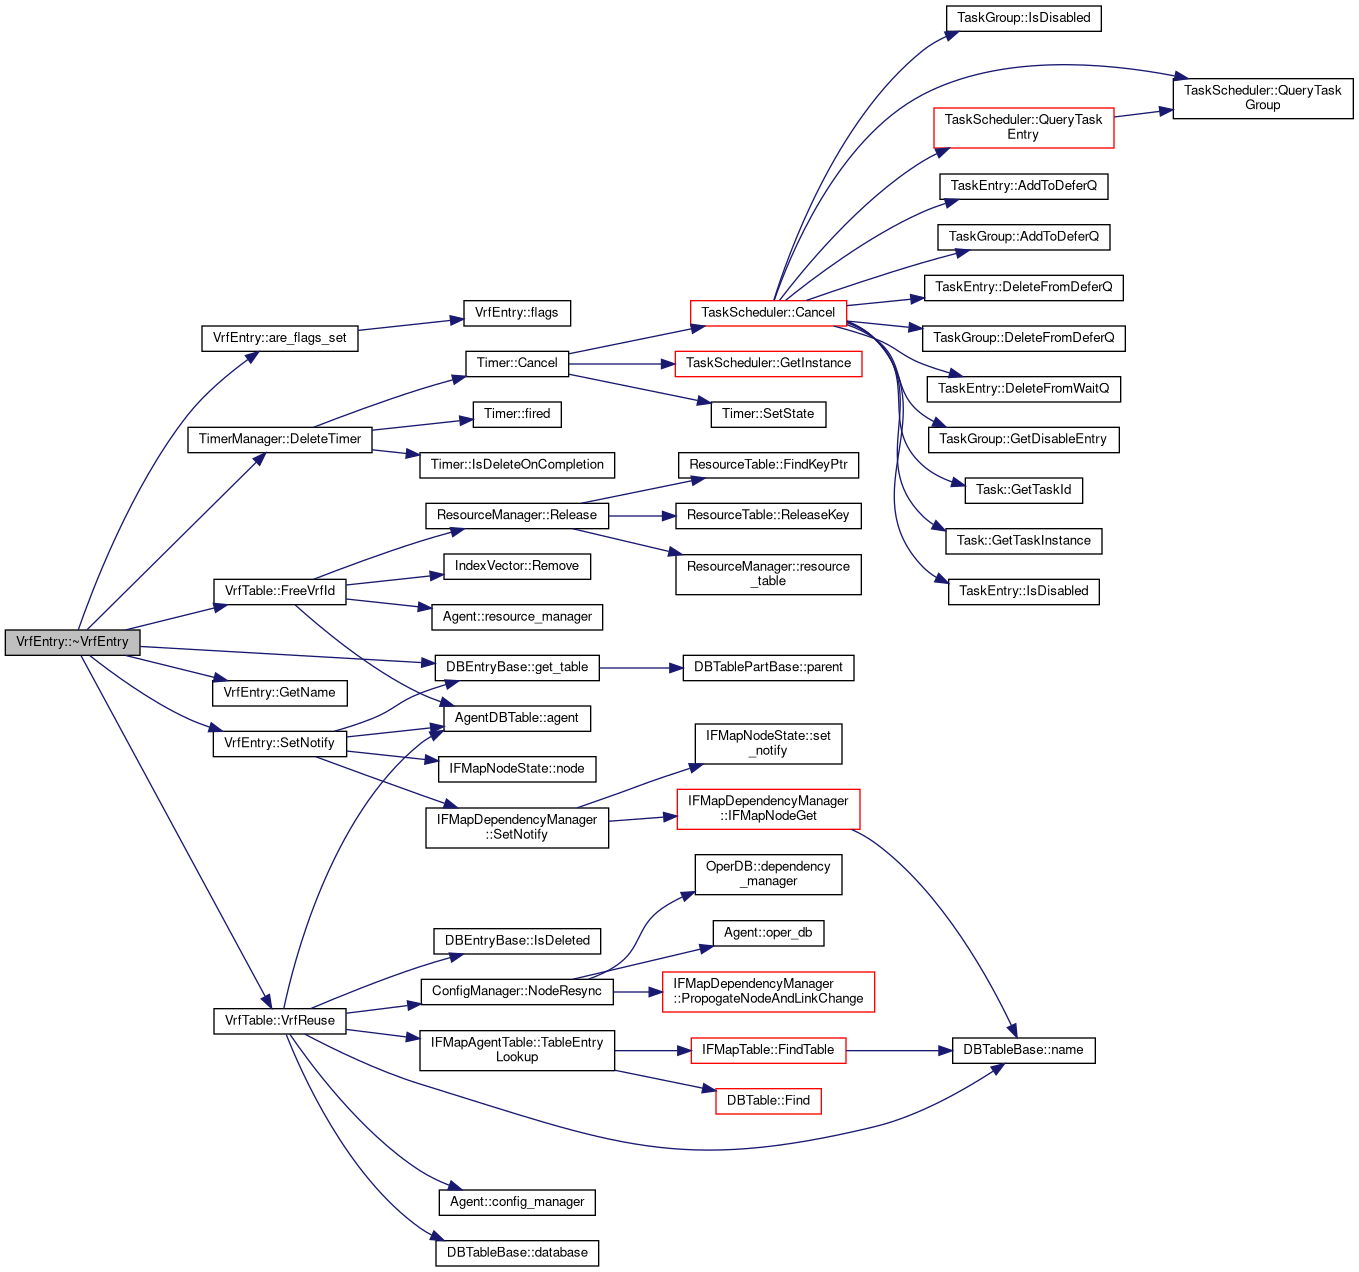 TaskGroup::IsDisabled
TaskScheduler::QueryTask
Group
TaskScheduler::QueryTask
Entry
TaskEntry::AddToDeferQ
TaskGroup::AddToDeferQ
TaskEntry::DeleteFromDeferQ
VrfEntry::flags
TaskScheduler::Cancel
VrfEntry::are_flags_set
TaskGroup::DeleteFromDeferQ
Timer::Cancel
TaskScheduler::GetInstance
TaskEntry::DeleteFromWaitQ
Timer::fired
Timer::SetState
TimerManager::DeleteTimer
TaskGroup::GetDisableEntry
Timer::IsDeleteOnCompletion
ResourceTable::FindKeyPtr
Task::GetTaskId
ResourceManager::Release
ResourceTable::ReleaseKey
Task::GetTaskInstance
IndexVector::Remove
ResourceManager::resource
_table
VrfTable::FreeVrfId
TaskEntry::IsDisabled
Agent::resource_manager
VrfEntry::~VrfEntry
DBEntryBase::get_table
DBTablePartBase::parent
VrfEntry::GetName
AgentDBTable::agent
VrfEntry::SetNotify
IFMapNodeState::set
_notify
IFMapNodeState::node
IFMapDependencyManager
::SetNotify
IFMapDependencyManager
::IFMapNodeGet
OperDB::dependency
_manager
DBEntryBase::IsDeleted
Agent::oper_db
ConfigManager::NodeResync
IFMapDependencyManager
::PropogateNodeAndLinkChange
VrfTable::VrfReuse
IFMapAgentTable::TableEntry
Lookup
IFMapTable::FindTable
DBTableBase::name
DBTable::Find
Agent::config_manager
DBTableBase::database